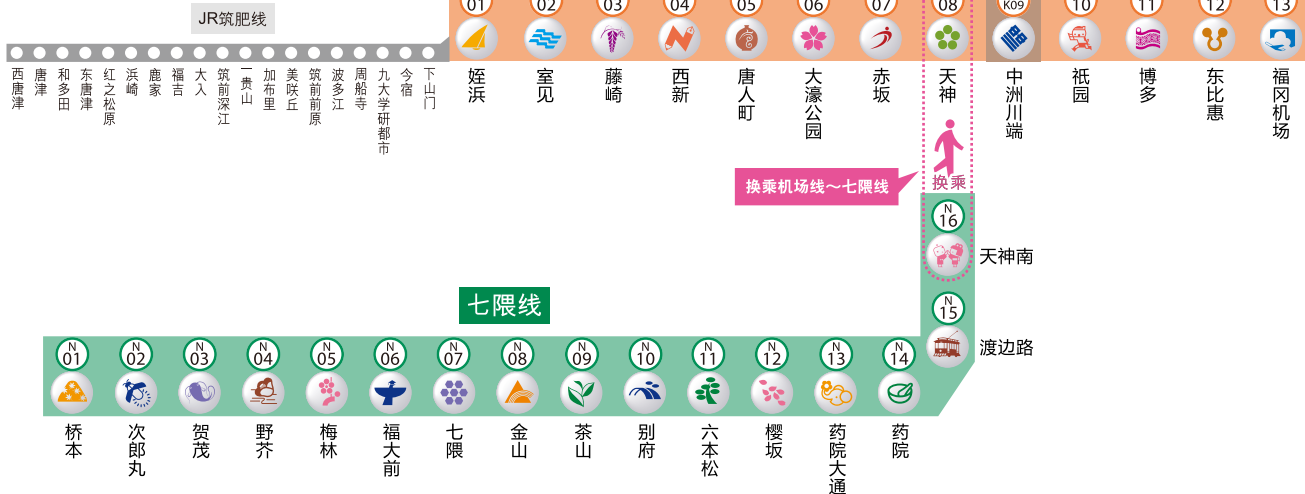 JR筑肥线
01 02 03 04 05 06 07 08 K09 10 11 12 13
西唐津
唐津
和多田
东唐津
虹之松原
浜崎
鹿家
福吉
大入
筑前深江
一贵山
加布里
美咲丘
筑前前原
波多江
周船寺
九大学研都市
今宿
下山门
姪浜
室见
藤崎
西新
唐人町
大濠公园
赤坂
天神
中洲川端
祇园
博多
东比惠
福冈机场
换乘机场线～七隈线
换乘
N16
天神南
N15
渡边路
七隈线
N01
N02
N03
N04
N05
N06
N07
N08
N09
N10
N11
N12
N13
N14
桥本
次郎丸
贺茂
野芥
梅林
福大前
七隈
金山
茶山
别府
六本松
樱坂
药院大通
药院